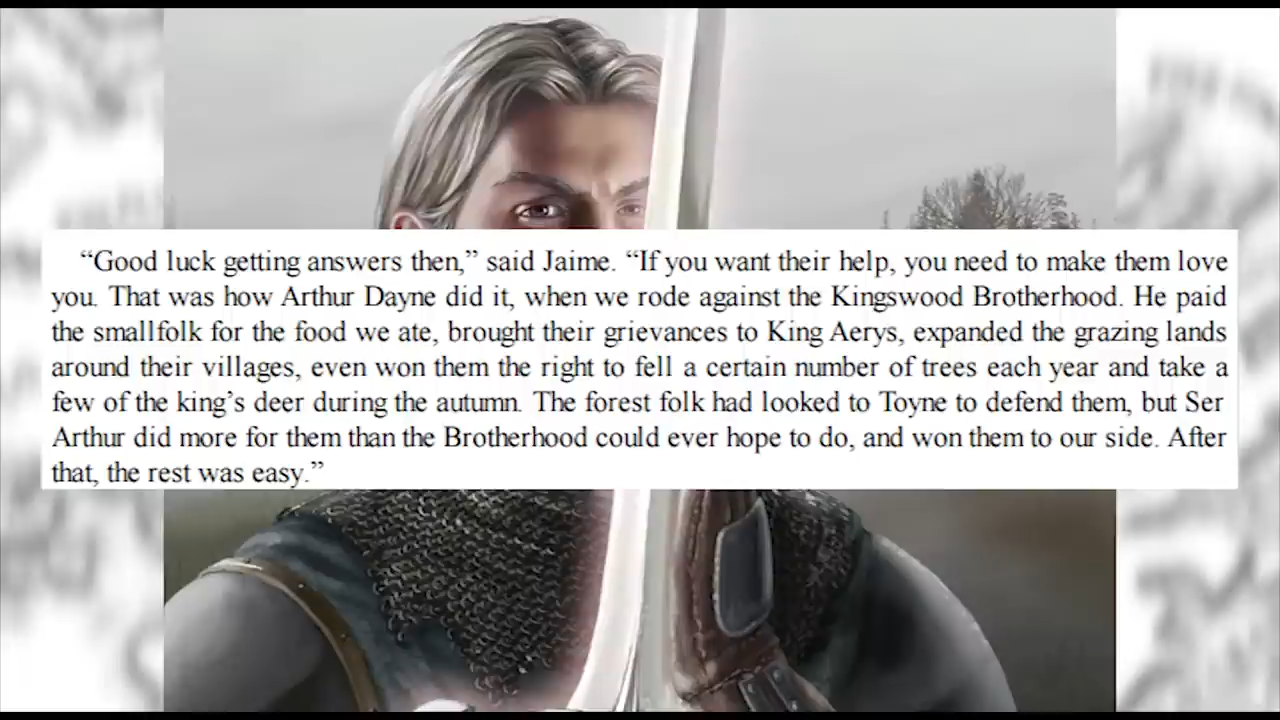 “Good luck getting answers then,” said Jaime. “If you want their help, you need to make them love
you. That was how Arthur Dayne did it, when we rode against the Kingswood Brotherhood. He paid
the smallfolk for the food we ate, brought their grievances to King Aerys, expanded the grazing lands
around their villages, even won them the right to fell a certain number of trees each year and take a
few of the king’s deer during the autumn. The forest folk had looked to Toyne to defend them, but Ser
Arthur did more for them than the Brotherhood could ever hope to do, and won them to our side. After
that, the rest was easy.”